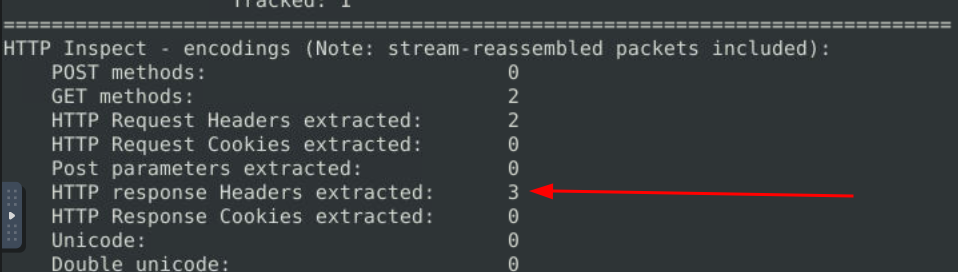 Tracked: 1
===============================================================================
HTTP Inspect - encodings (Note: stream-reassembled packets included):
POST methods: 0
GET methods: 2
HTTP Request Headers extracted: 2
HTTP Request Cookies extracted: 0
Post parameters extracted: 0
HTTP response Headers extracted: 3
HTTP Response Cookies extracted: 0
Unicode: 0
Double unicode: 0